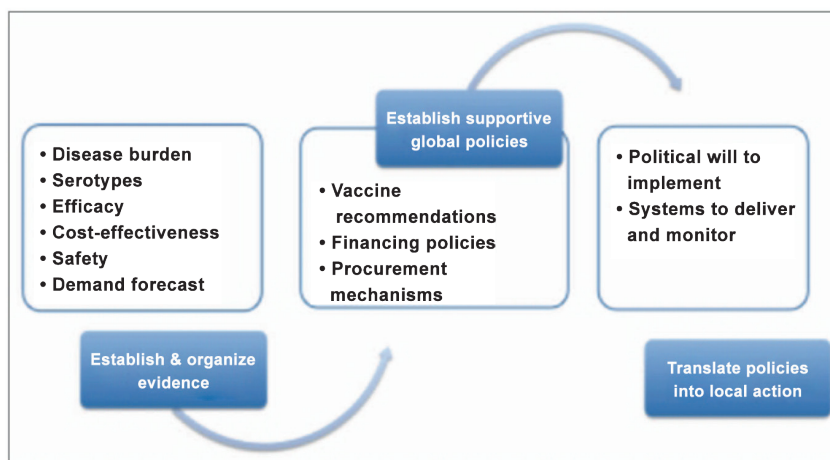 • Disease burden
• Serotypes
• Efficacy
• Cost-effectiveness
• Safety
• Demand forecast
Establish & organize
evidence
Establish supportive
global policies
• Vaccine
recommendations
• Financing policies
• Procurement
mechanisms
• Political will to
implement
• Systems to deliver
and monitor
Translate policies
into local action